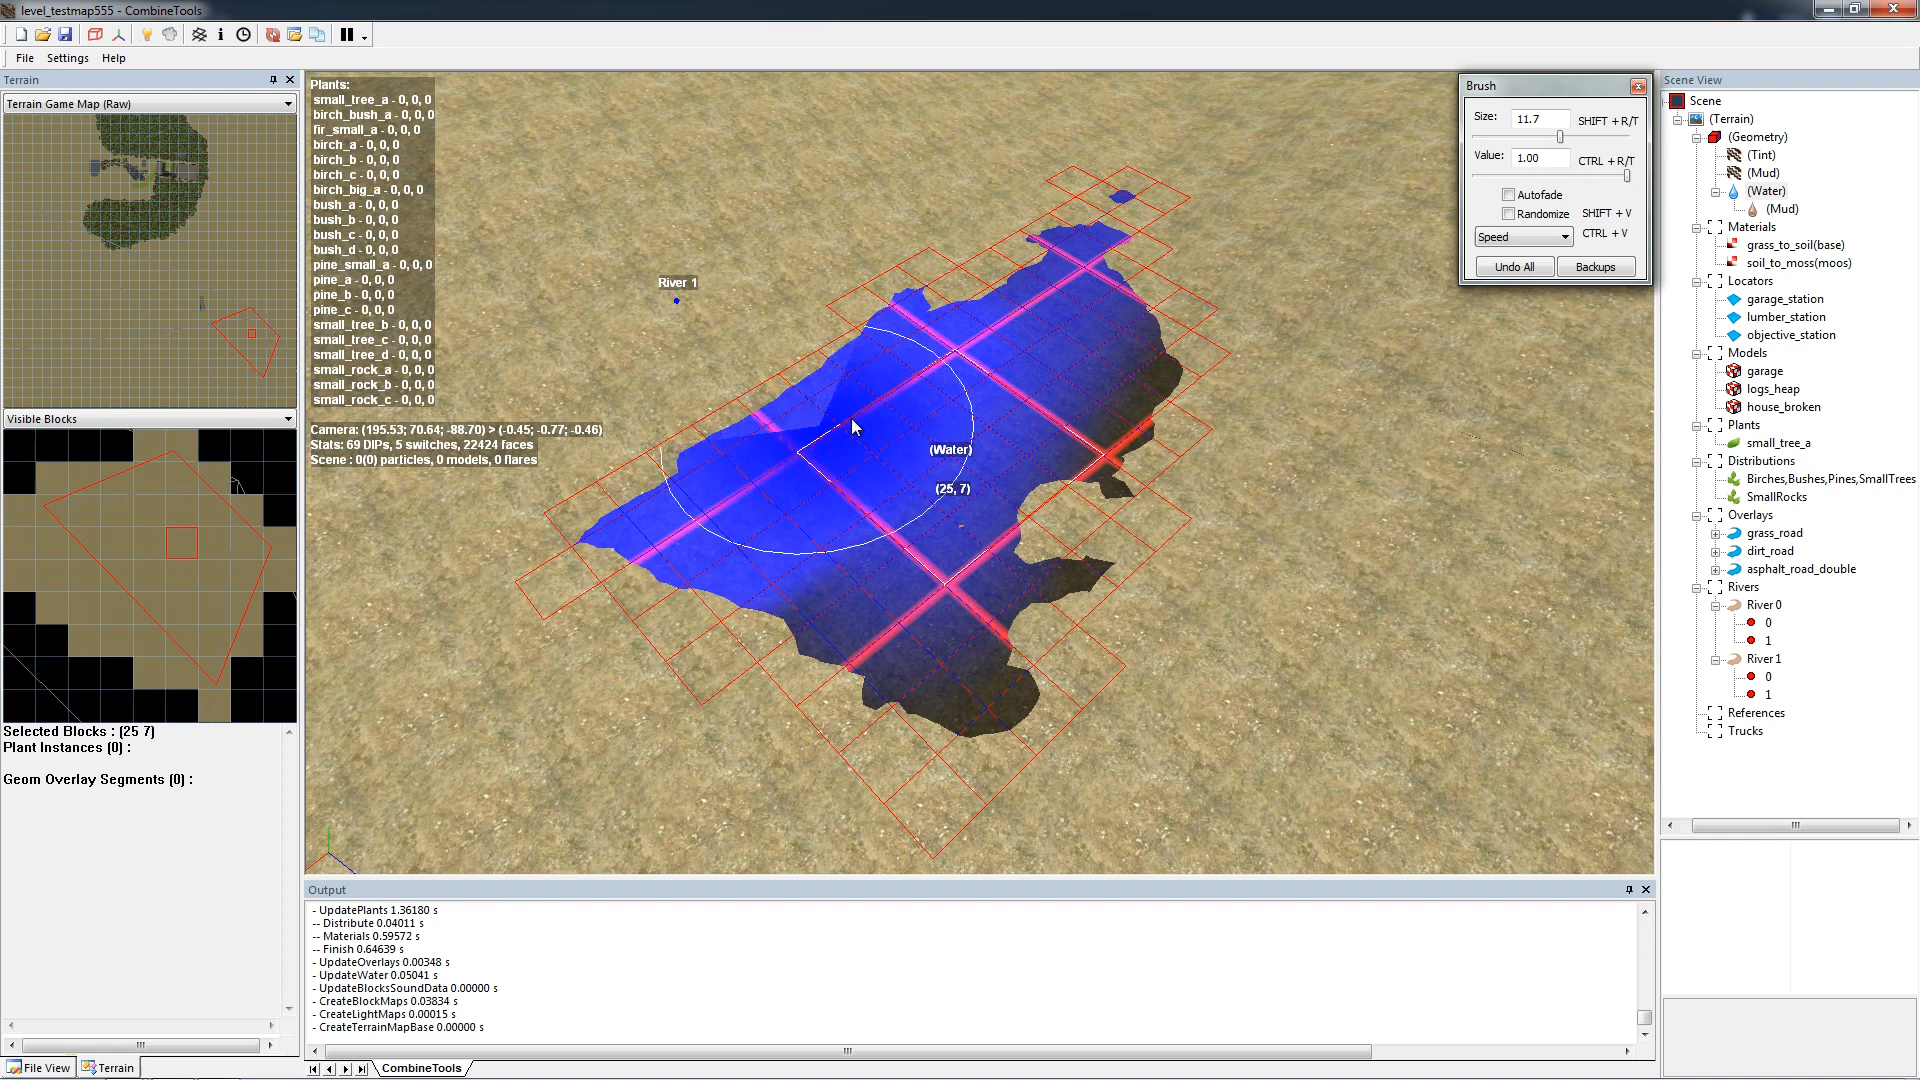 level_testmap555 - CombineTools
File Settings Help
Terrain
Terrain Game Map (Raw)
Visible Blocks
Selected Blocks : (25 7)
Plant Instances (0) :
Geom Overlay Segments (0) :
File View
Terrain
Plants:
small_tree_a - 0, 0, 0
birch_bush_a - 0, 0, 0
fir_small_a - 0, 0, 0
birch_a - 0, 0, 0
birch_b - 0, 0, 0
birch_c - 0, 0, 0
birch_big_a - 0, 0, 0
bush_a - 0, 0, 0
bush_b - 0, 0, 0
bush_c - 0, 0, 0
bush_d - 0, 0, 0
pine_small_a - 0, 0, 0
pine_a - 0, 0, 0
pine_b - 0, 0, 0
pine_c - 0, 0, 0
small_tree_b - 0, 0, 0
small_tree_c - 0, 0, 0
small_tree_d - 0, 0, 0
small_rock_a - 0, 0, 0
small_rock_b - 0, 0, 0
small_rock_c - 0, 0, 0
Camera: (195.53; 70.64; -88.70) > (-0.45; -0.77; -0.46)
Stats: 69 DIPs, 5 switches, 22424 faces
Scene : 0(0) particles, 0 models, 0 flares
River 1
(Water)
(25, 7)
Brush
Size: 11.7 SHIFT + R/T
Value: 1.00 CTRL + R/T
Autofade
Randomize SHIFT + V
Speed CTRL + V
Undo All Backups
Output
- UpdatePlants 1.36180 s
-- Distribute 0.04011 s
-- Materials 0.59572 s
-- Finish 0.64639 s
- UpdateOverlays 0.00348 s
- UpdateWater 0.05041 s
- UpdateBlocksSoundData 0.00000 s
- CreateBlockMaps 0.03834 s
- CreateLightMaps 0.00015 s
- CreateTerrainMapBase 0.00000 s
CombineTools
Scene View
Scene
(Terrain)
(Geometry)
(Tint)
(Mud)
(Water)
(Mud)
Materials
grass_to_soil(base)
soil_to_moss(moos)
Locators
garage_station
lumber_station
objective_station
Models
garage
logs_heap
house_broken
Plants
small_tree_a
Distributions
Birches,Bushes,Pines,SmallTrees
SmallRocks
Overlays
grass_road
dirt_road
asphalt_road_double
Rivers
River 0
0
1
River 1
0
1
References
Trucks